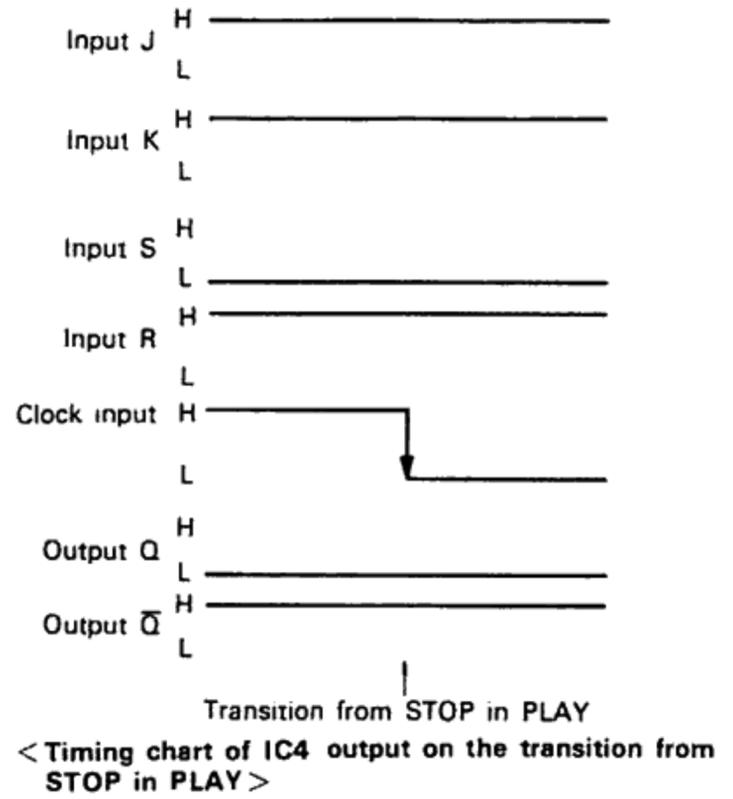 H
Input J
L
H
Input K
L
H
Input S
L
H
Input R
L
Clock input H
L
H
Output Q
L
H
Output Q̅
L
Transition from STOP in PLAY
<Timing chart of IC4 output on the transition from
STOP in PLAY>